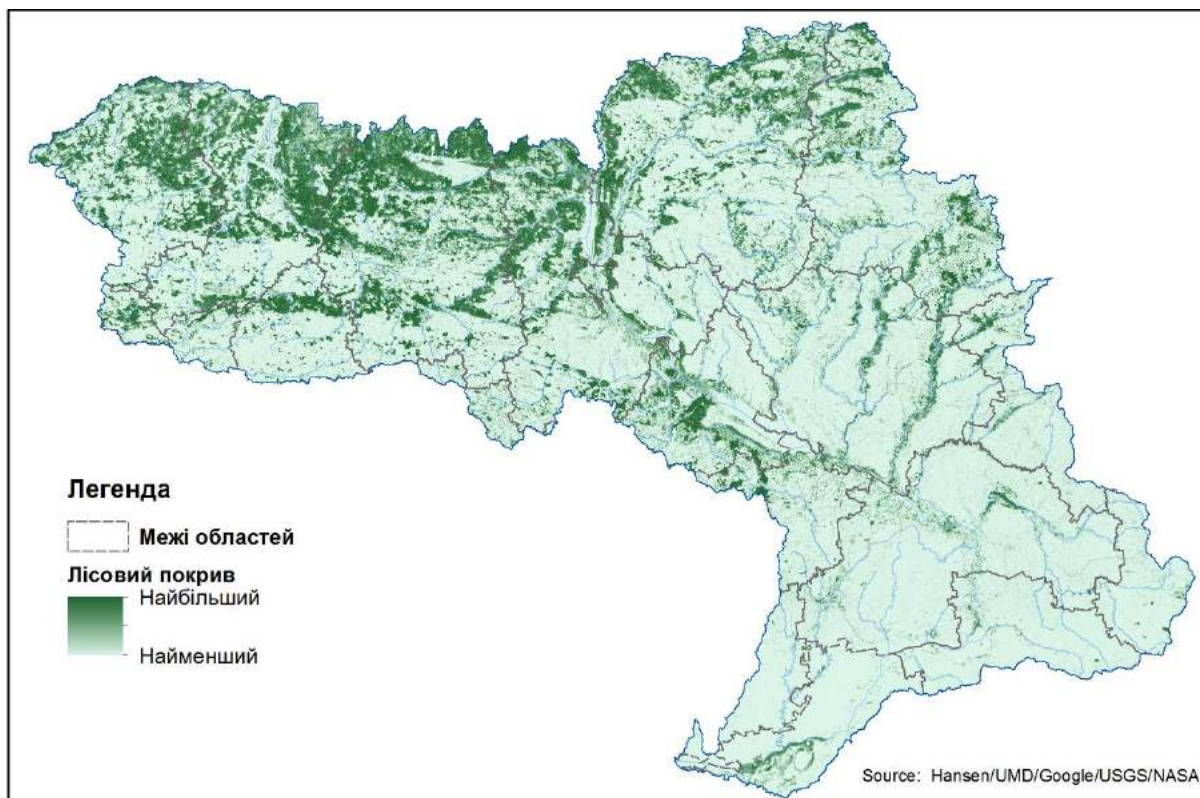 Легенда
Межі областей
Лісовий покрив
Найбільший
Найменший
Source: Hansen/UMD/Google/USGS/NASA